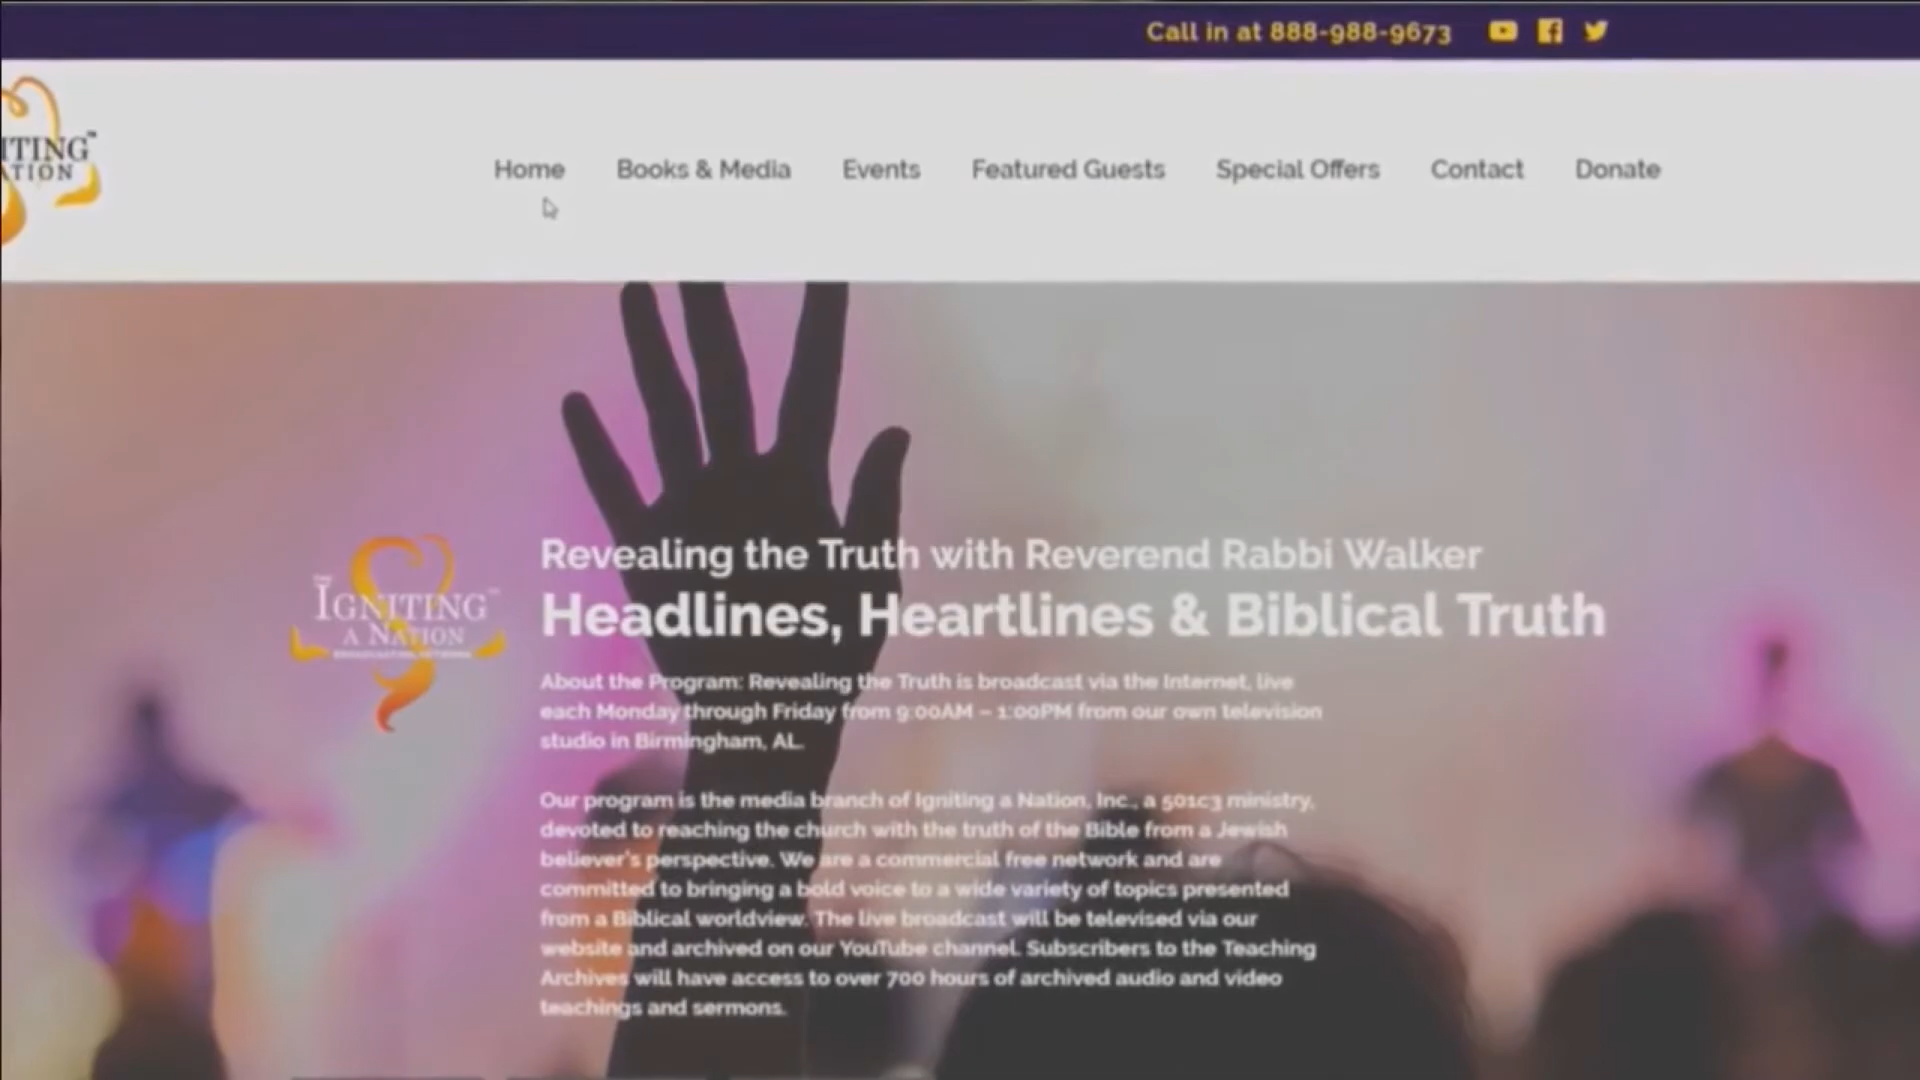 Call in at 888-988-9673
ITING™
ATION
Home Books & Media Events Featured Guests Special Offers Contact Donate
Revealing the Truth with Reverend Rabbi Walker
Headlines, Heartlines & Biblical Truth
THE
IGNITING™
A NATION
BROADCASTING NETWORK
About the Program: Revealing the Truth is broadcast via the Internet, live
each Monday through Friday from 9:00AM – 1:00PM from our own television
studio in Birmingham, AL.
Our program is the media branch of Igniting a Nation, Inc., a 501c3 ministry,
devoted to reaching the church with the truth of the Bible from a Jewish
believer's perspective. We are a commercial free network and are
committed to bringing a bold voice to a wide variety of topics presented
from a Biblical worldview. The live broadcast will be televised via our
website and archived on our YouTube channel. Subscribers to the Teaching
Archives will have access to over 700 hours of archived audio and video
teachings and sermons.